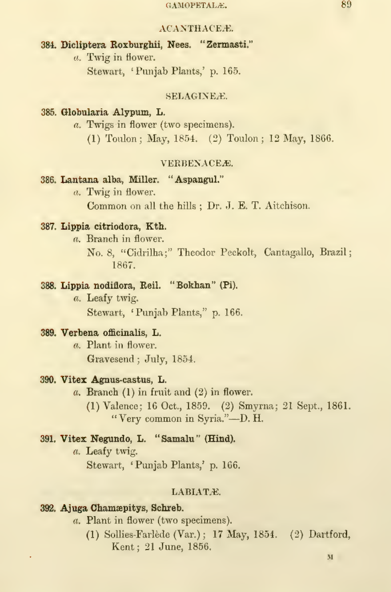 GAMOPETALÆ. 89
ACANTHACEÆ.
384. Dicliptera Roxburghii, Nees. "Zermasti."
a. Twig in flower.
Stewart, 'Punjab Plants,' p. 165.
SELAGINEÆ.
385. Globularia Alypum, L.
a. Twigs in flower (two specimens).
(1) Toulon; May, 1854. (2) Toulon; 12 May, 1866.
VERBENACEÆ.
386. Lantana alba, Miller. "Aspangul."
a. Twig in flower.
Common on all the hills; Dr. J. E. T. Aitchison.
387. Lippia citriodora, Kth.
a. Branch in flower.
No. 8, "Cidrilha;" Theodor Peckolt, Cantagallo, Brazil;
1867.
388. Lippia nodiflora, Reil. "Bokhan" (Pi).
a. Leafy twig.
Stewart, 'Punjab Plants,' p. 166.
389. Verbena officinalis, L.
a. Plant in flower.
Gravesend; July, 1854.
390. Vitex Agnus-castus, L.
a. Branch (1) in fruit and (2) in flower.
(1) Valence; 16 Oct., 1859. (2) Smyrna; 21 Sept., 1861.
"Very common in Syria."—D. H.
391. Vitex Negundo, L. "Samalu" (Hind).
a. Leafy twig.
Stewart, 'Punjab Plants,' p. 166.
LABIATÆ.
392. Ajuga Chamæpitys, Schreb.
a. Plant in flower (two specimens).
(1) Sollies-Farlède (Var.); 17 May, 1854. (2) Dartford,
Kent; 21 June, 1856.
M